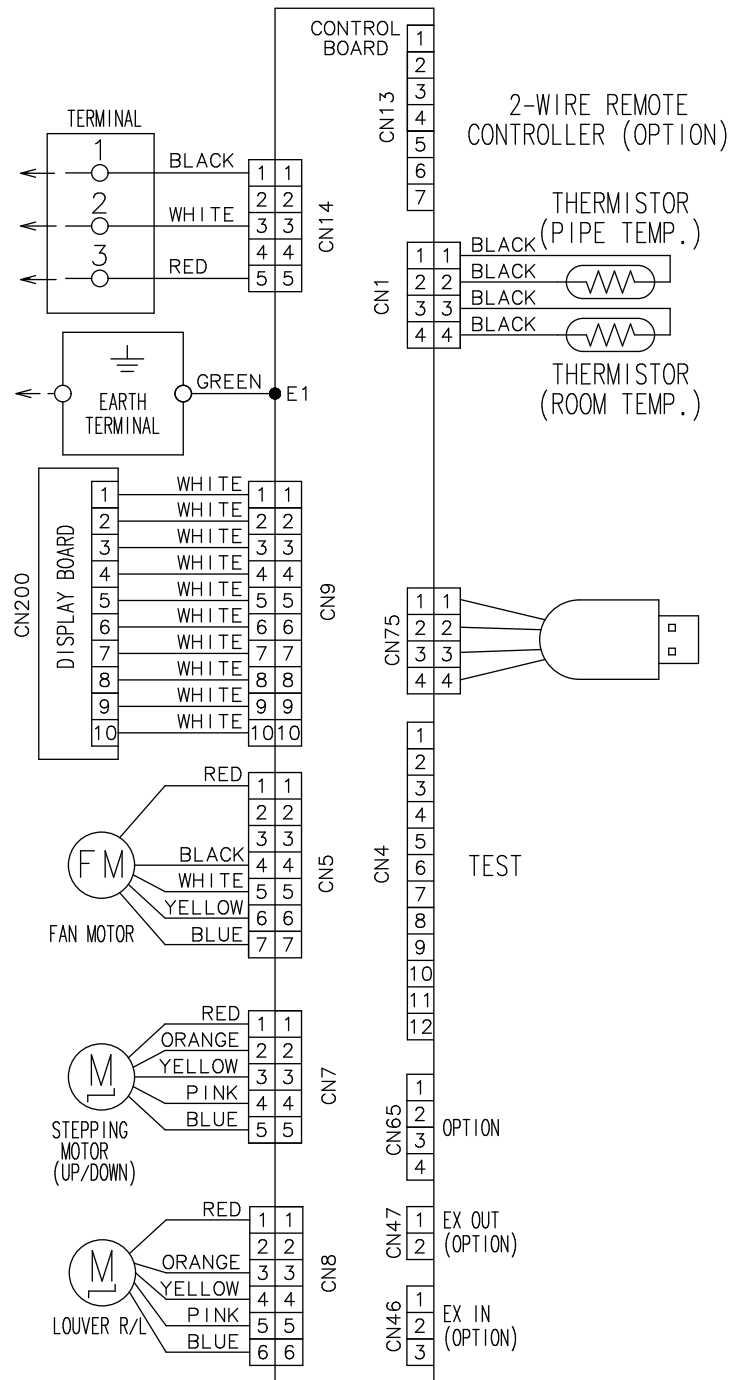 CONTROL
BOARD
CN13
1
2
3
4
5
6
7
2-WIRE REMOTE
CONTROLLER (OPTION)
TERMINAL
1 BLACK
2 WHITE
3 RED
1 1
2 2
3 3
4 4
5 5
CN14
THERMISTOR
(PIPE TEMP.)
CN1
1 1 BLACK
2 2 BLACK
3 3 BLACK
4 4 BLACK
THERMISTOR
(ROOM TEMP.)
EARTH
TERMINAL
GREEN
E1
CN200
DISPLAY BOARD
1 WHITE 1 1
2 WHITE 2 2
3 WHITE 3 3
4 WHITE 4 4
5 WHITE 5 5
6 WHITE 6 6
7 WHITE 7 7
8 WHITE 8 8
9 WHITE 9 9
10 WHITE 10 10
CN9
CN75
1 1
2 2
3 3
4 4
FM
FAN MOTOR
RED 1 1
2 2
3 3
BLACK 4 4
WHITE 5 5
YELLOW 6 6
BLUE 7 7
CN5
CN4
1
2
3
4
5
6
7
8
9
10
11
12
TEST
M
STEPPING
MOTOR
(UP/DOWN)
RED 1 1
ORANGE 2 2
YELLOW 3 3
PINK 4 4
BLUE 5 5
CN7
CN65
1
2
3
4
OPTION
M
LOUVER R/L
RED 1 1
2 2
ORANGE 3 3
YELLOW 4 4
PINK 5 5
BLUE 6 6
CN8
CN47
1
2
EX OUT
(OPTION)
CN46
1
2
3
EX IN
(OPTION)